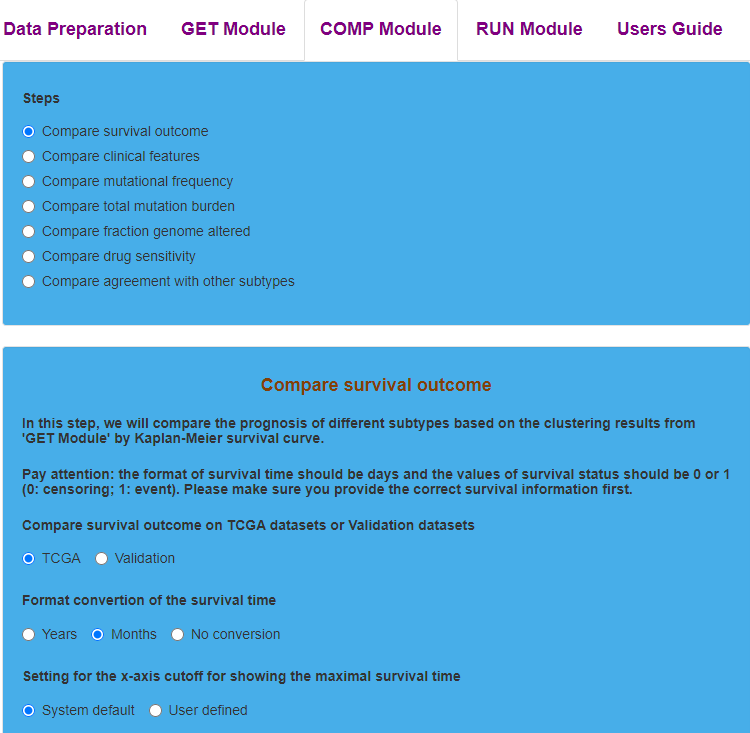 Data Preparation GET Module COMP Module RUN Module Users Guide
Steps
Compare survival outcome
Compare clinical features
Compare mutational frequency
Compare total mutation burden
Compare fraction genome altered
Compare drug sensitivity
Compare agreement with other subtypes
Compare survival outcome
In this step, we will compare the prognosis of different subtypes based on the clustering results from
'GET Module' by Kaplan-Meier survival curve.
Pay attention: the format of survival time should be days and the values of survival status should be 0 or 1
(0: censoring; 1: event). Please make sure you provide the correct survival information first.
Compare survival outcome on TCGA datasets or Validation datasets
TCGA Validation
Format convertion of the survival time
Years Months No conversion
Setting for the x-axis cutoff for showing the maximal survival time
System default User defined